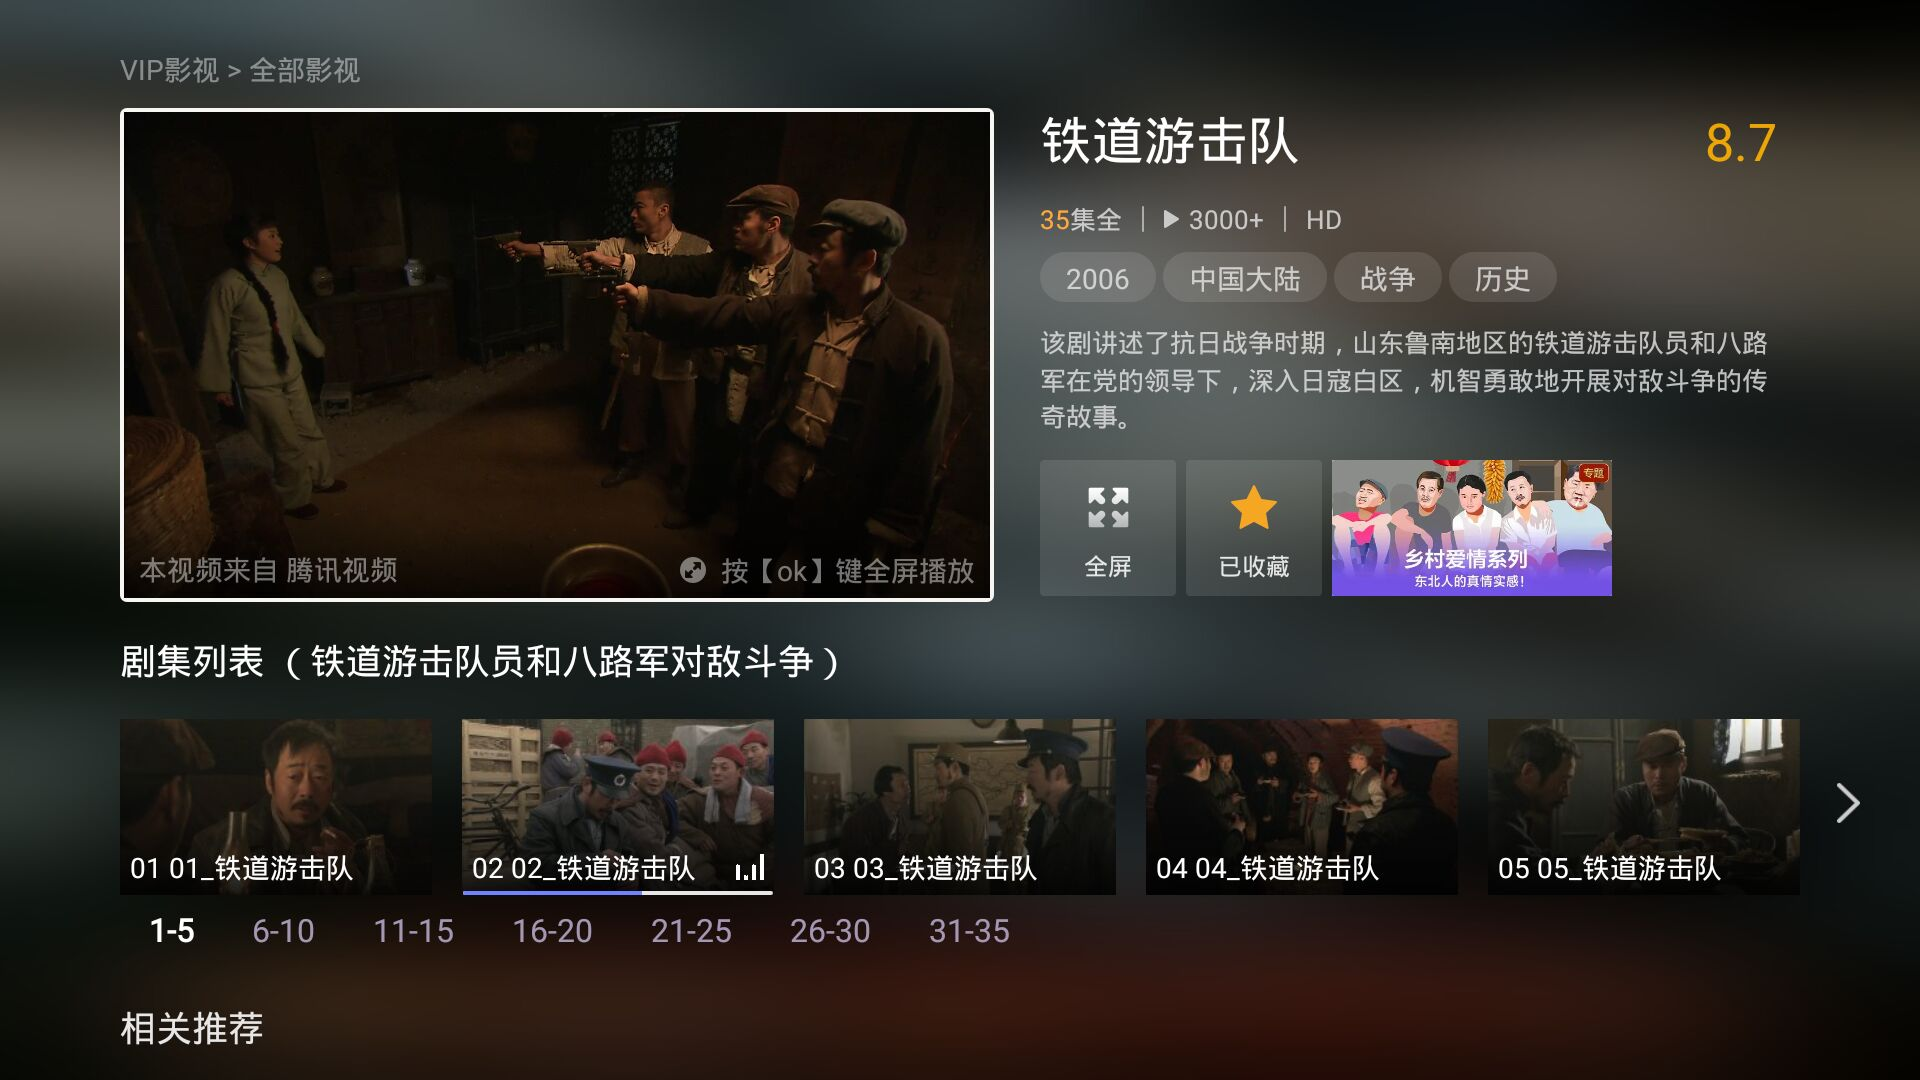 VIP影视 > 全部影视
本视频来自 腾讯视频
按【ok】键全屏播放
铁道游击队
8.7
35集全 | 3000+ | HD
2006 中国大陆 战争 历史
该剧讲述了抗日战争时期，山东鲁南地区的铁道游击队员和八路
军在党的领导下，深入日寇白区，机智勇敢地开展对敌斗争的传
奇故事。
全屏
已收藏
专题
乡村爱情系列
东北人的真情实感!
剧集列表 （铁道游击队员和八路军对敌斗争）
01 01_铁道游击队
02 02_铁道游击队
03 03_铁道游击队
04 04_铁道游击队
05 05_铁道游击队
1-5 6-10 11-15 16-20 21-25 26-30 31-35
相关推荐